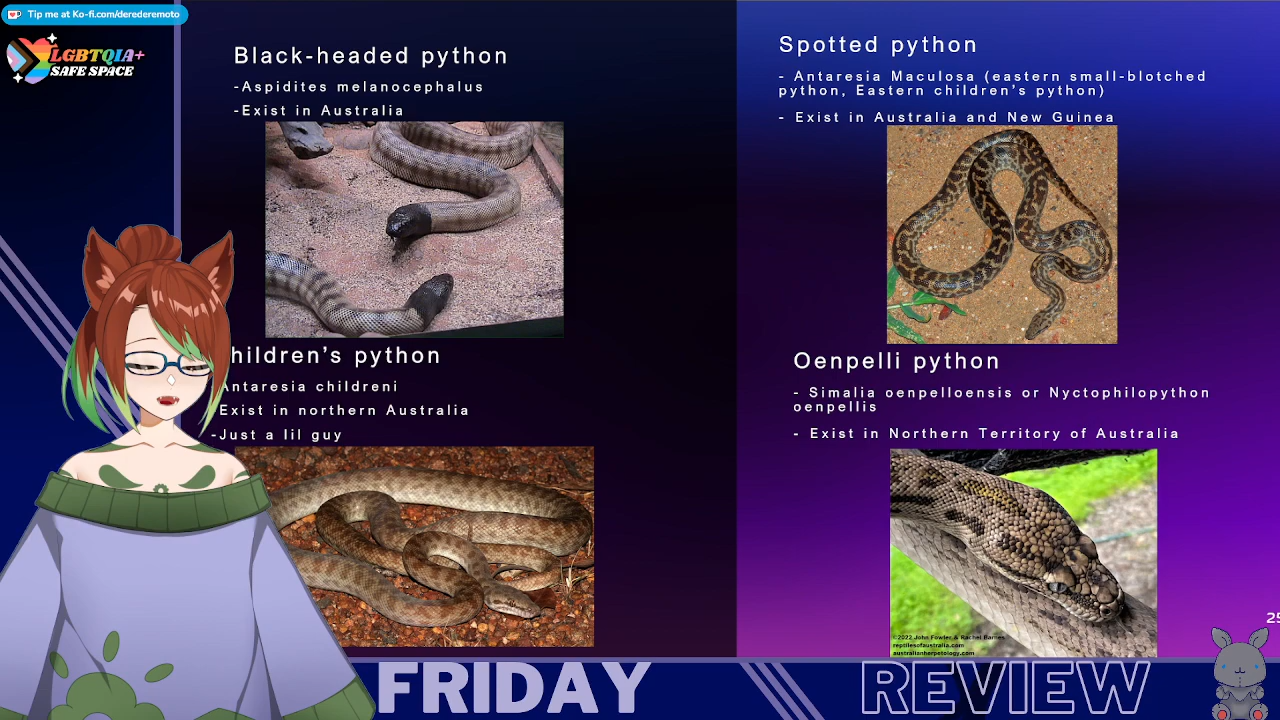 Tip me at Ko-fi.com/derederemoto
LGBTQIA+
SAFE SPACE
Black-headed python
-Aspidites melanocephalus
-Exist in Australia
hildren's python
Antaresia childreni
-Exist in northern Australia
-Just a lil guy
Spotted python
- Antaresia Maculosa (eastern small-blotched
python, Eastern children's python)
- Exist in Australia and New Guinea
Oenpelli python
- Simalia oenpelloensis or Nyctophilopython
oenpellis
- Exist in Northern Territory of Australia
©2022 John Fowler & Rachel Barnes
reptilesofaustralia.com
australianherpetology.com
25
FRIDAY
REVIEW